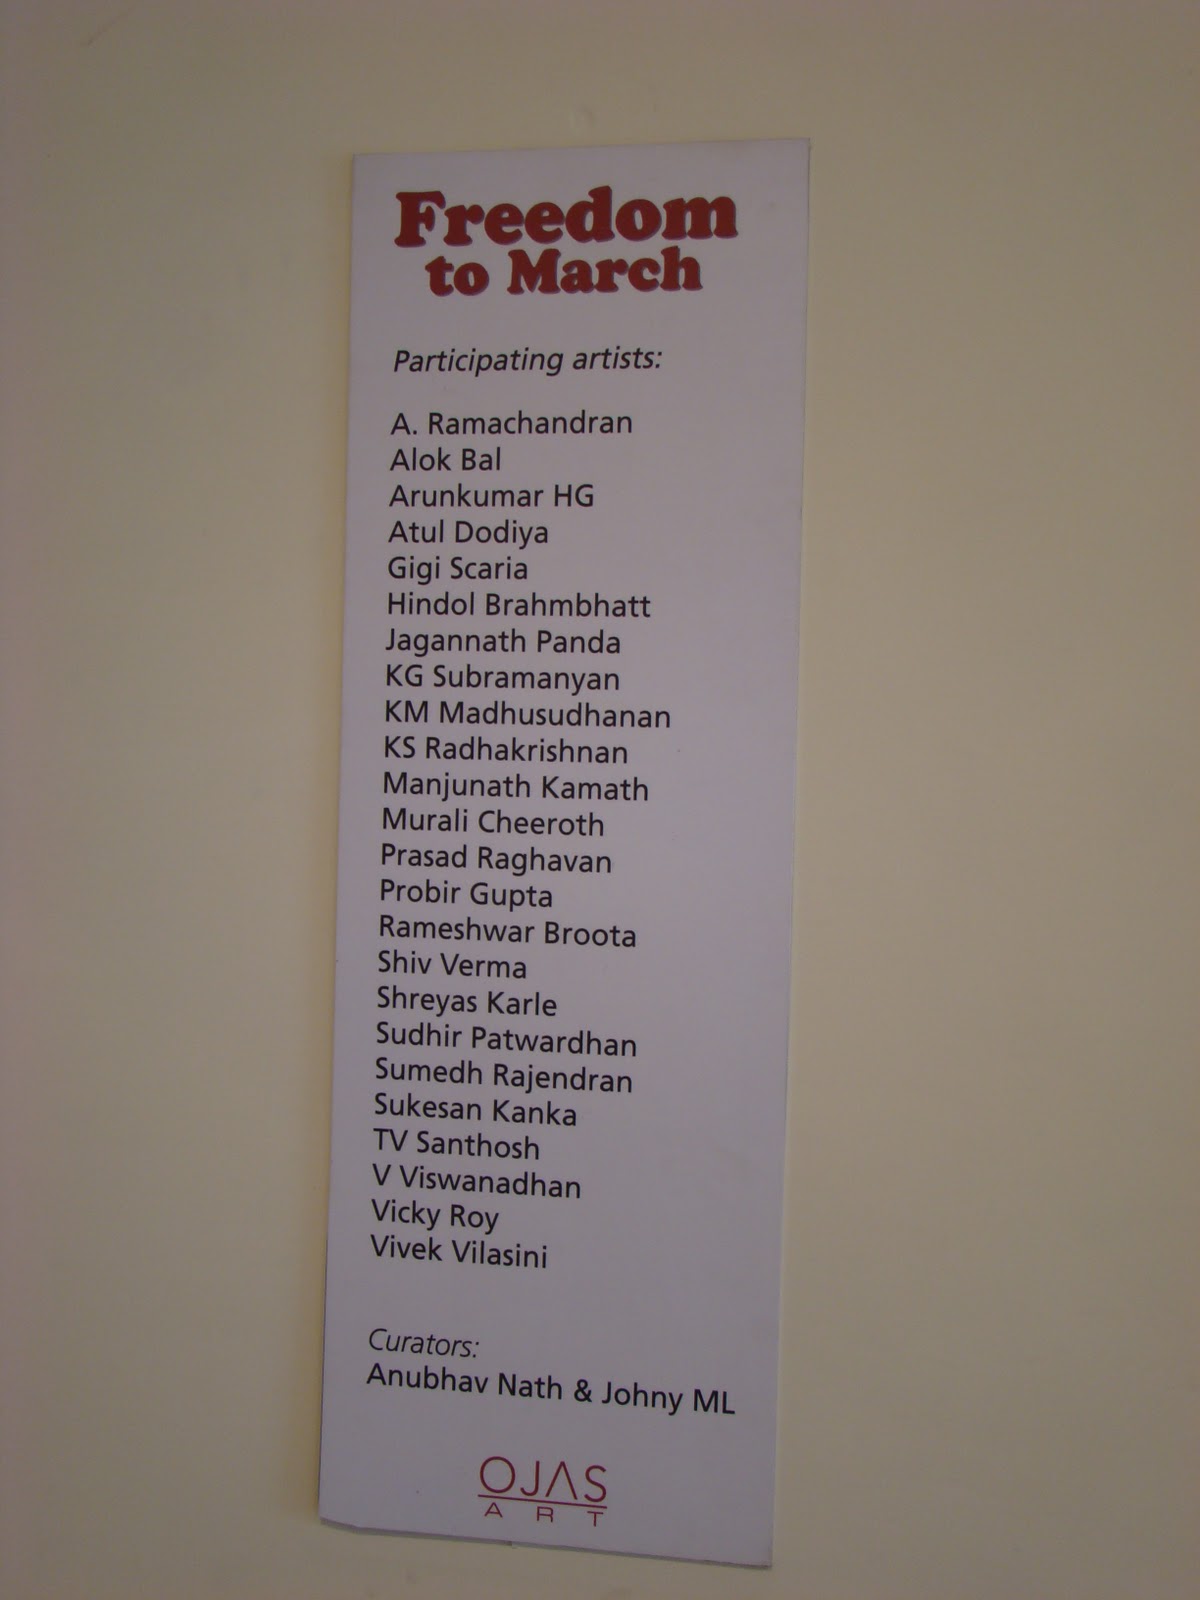 Freedom
to March
Participating artists:
A. Ramachandran
Alok Bal
Arunkumar HG
Atul Dodiya
Gigi Scaria
Hindol Brahmbhatt
Jagannath Panda
KG Subramanyan
KM Madhusudhanan
KS Radhakrishnan
Manjunath Kamath
Murali Cheeroth
Prasad Raghavan
Probir Gupta
Rameshwar Broota
Shiv Verma
Shreyas Karle
Sudhir Patwardhan
Sumedh Rajendran
Sukesan Kanka
TV Santhosh
V Viswanadhan
Vicky Roy
Vivek Vilasini
Curators:
Anubhav Nath & Johny ML
OJAS
ART